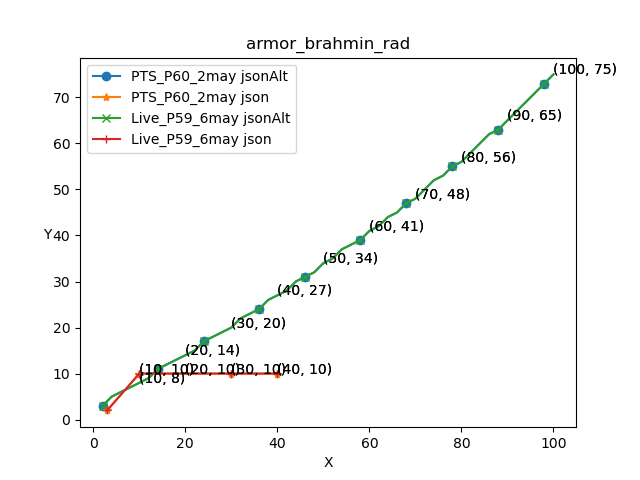 armor_brahmin_rad
PTS_P60_2may jsonAlt
PTS_P60_2may json
Live_P59_6may jsonAlt
Live_P59_6may json
(100, 75)
(90, 65)
(80, 56)
(70, 48)
(60, 41)
(50, 34)
(40, 27)
(30, 20)
(20, 14)
(10, 8)
(10, 10)
(20, 10)
(30, 10)
(40, 10)
Y
70
60
50
40
30
20
10
0
0 20 40 60 80 100
X